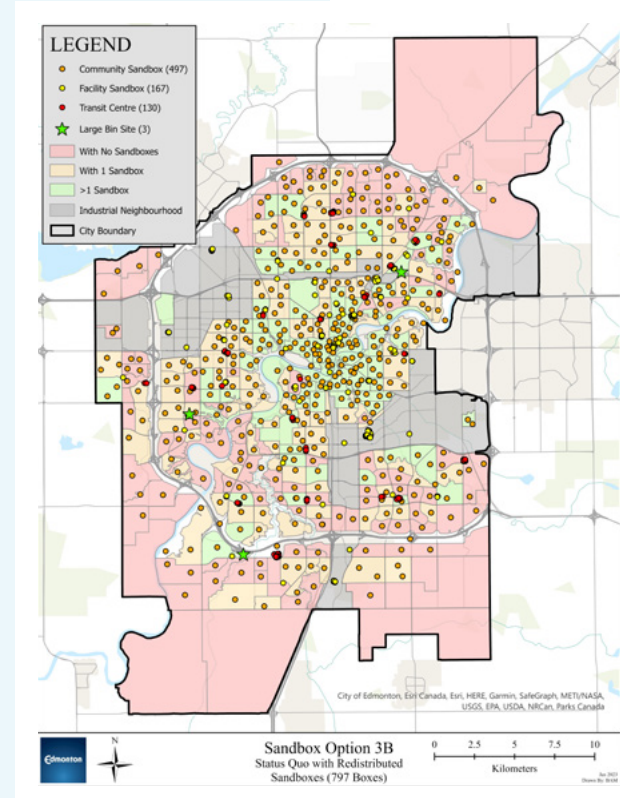 LEGEND
Community Sandbox (497)
Facility Sandbox (167)
Transit Centre (130)
Large Bin Site (3)
With No Sandboxes
With 1 Sandbox
>1 Sandbox
Industrial Neighbourhood
City Boundary
City of Edmonton, Esri Canada, Esri, HERE, Garmin, SafeGraph, METI/NASA,
USGS, EPA, USDA, NRCan, Parks Canada
Edmonton
N
Sandbox Option 3B
Status Quo with Redistributed
Sandboxes (797 Boxes)
0 2.5 5 7.5 10
Kilometers